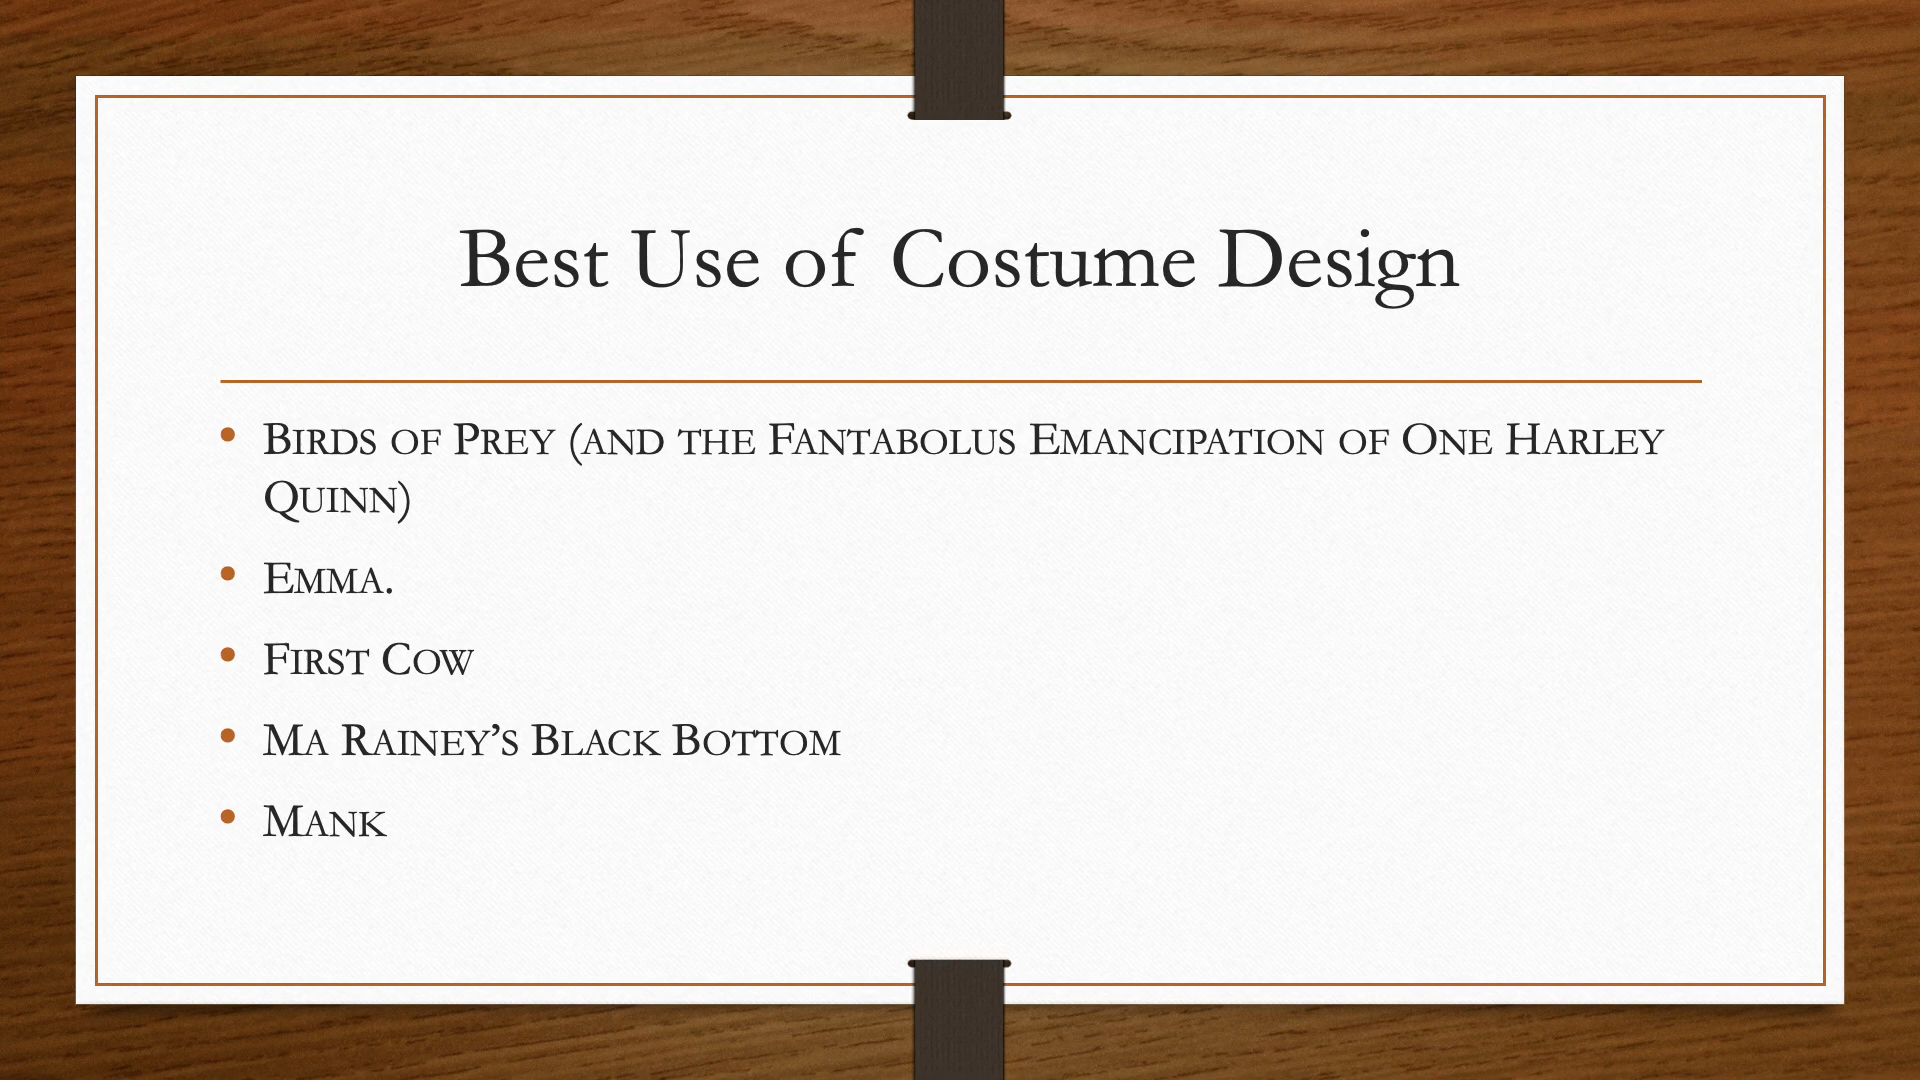 Best Use of Costume Design
• Birds of Prey (and the Fantabolus Emancipation of One Harley
Quinn)
• Emma.
• First Cow
• Ma Rainey’s Black Bottom
• Mank